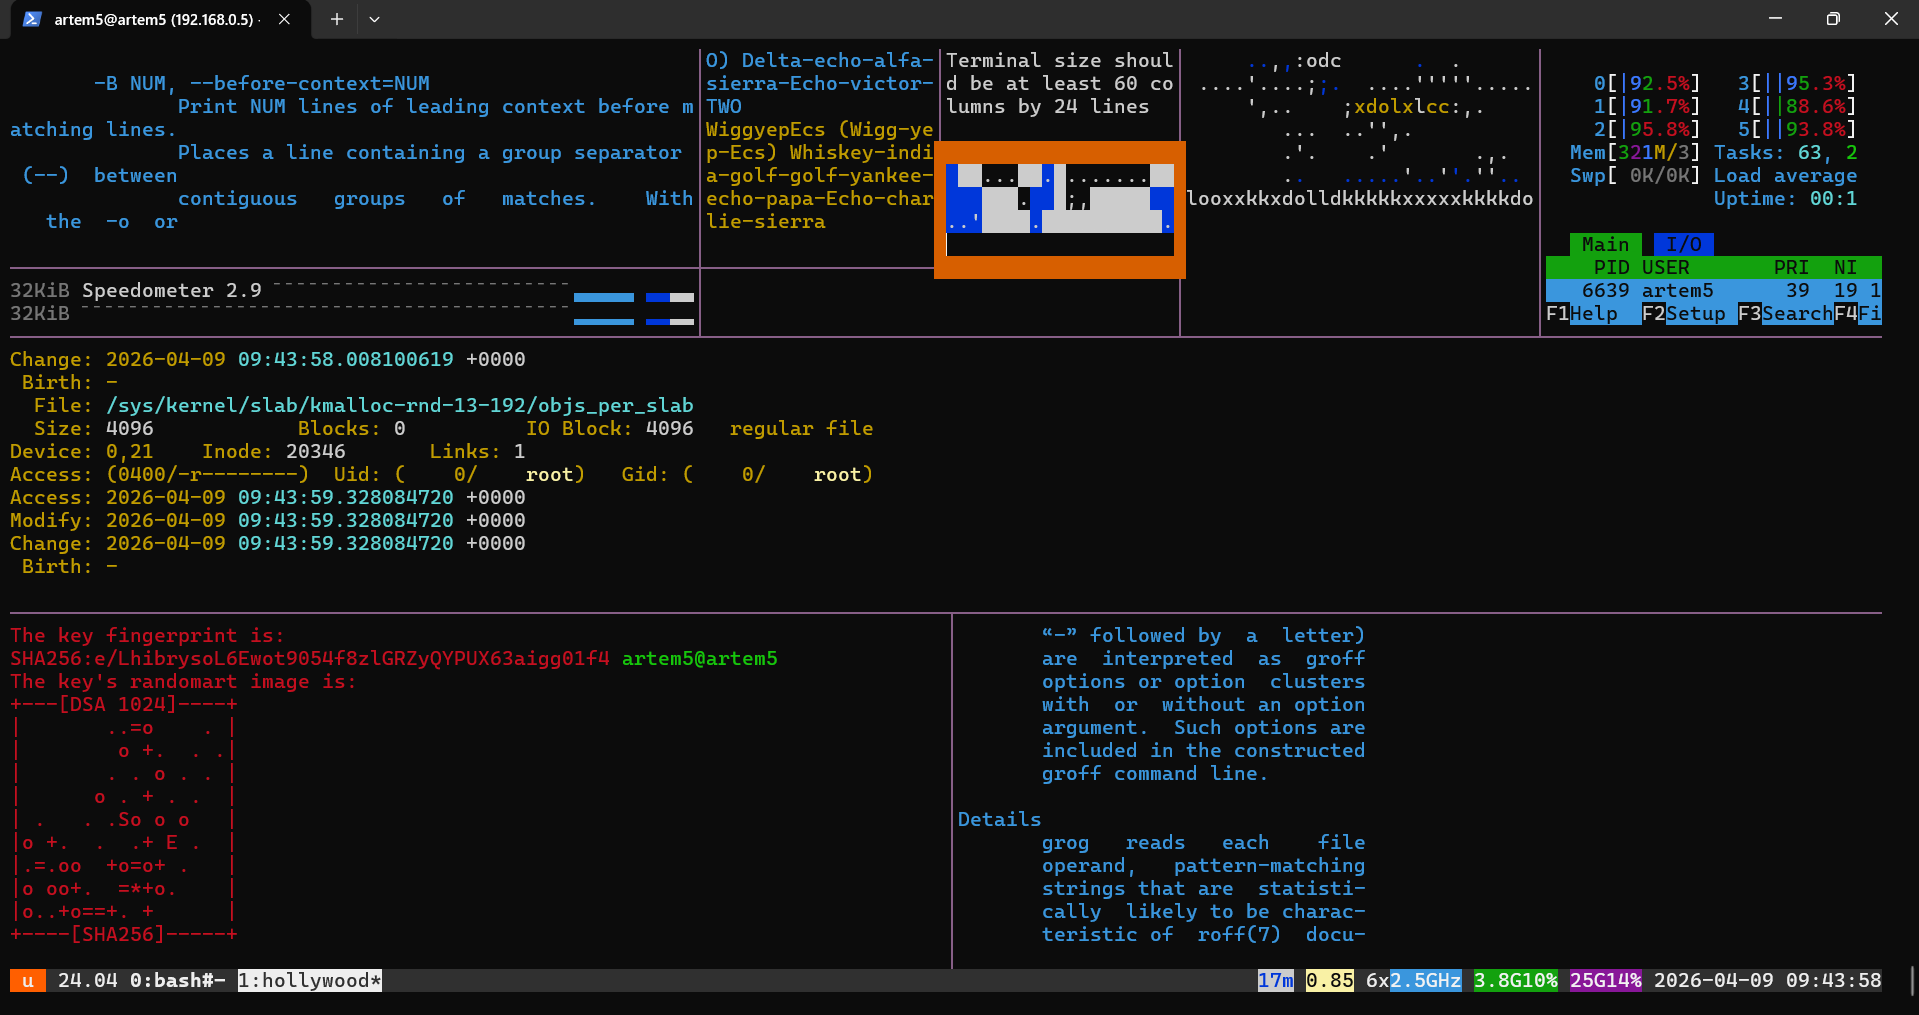 artem5@artem5 (192.168.0.5) ·
-B NUM, --before-context=NUM
Print NUM lines of leading context before m
atching lines.
Places a line containing a group separator
(--)  between
contiguous   groups   of   matches.    With
the  -o  or
O) Delta-echo-alfa-
sierra-Echo-victor-
TWO
WiggyepEcs (Wigg-ye
p-Ecs) Whiskey-indi
a-golf-golf-yankee-
echo-papa-Echo-char
lie-sierra
Terminal size shoul
d be at least 60 co
lumns by 24 lines
..,,:odc      .  .
....'....;;.  ....'''''.....
',..    ;xdolxlcc:,.
...  ..'',.
.'.    .'       .,.
..   .....'..''.''..
looxxkkxdolldkkkkkxxxxxkkkkdo
0[|92.5%]   3[||95.3%]
1[|91.7%]   4[||88.6%]
2[|95.8%]   5[||93.8%]
Mem[321M/3] Tasks: 63, 2
Swp[ 0K/0K] Load average
Uptime: 00:1
Main  I/O
PID USER       PRI  NI
6639 artem5      39  19 1
F1Help  F2Setup F3SearchF4Fi
32KiB Speedometer 2.9 -------------------------
32KiB -----------------------------------------
Change: 2026-04-09 09:43:58.008100619 +0000
Birth: -
File: /sys/kernel/slab/kmalloc-rnd-13-192/objs_per_slab
Size: 4096            Blocks: 0          IO Block: 4096   regular file
Device: 0,21    Inode: 20346       Links: 1
Access: (0400/-r--------)  Uid: (    0/    root)   Gid: (    0/    root)
Access: 2026-04-09 09:43:59.328084720 +0000
Modify: 2026-04-09 09:43:59.328084720 +0000
Change: 2026-04-09 09:43:59.328084720 +0000
Birth: -
The key fingerprint is:
SHA256:e/LhibrysoL6Ewot9054f8zlGRZyQYPUX63aigg01f4 artem5@artem5
The key's randomart image is:
+---[DSA 1024]----+
|       ..=o    . |
|        o +.  . .|
|       . . o . . |
|      o . + . .  |
| .   . .So o o   |
|o +.  .  .+ E .  |
|.=.oo  +o=o+ .   |
|o oo+.  =*+o.    |
|o..+o==+. +      |
+----[SHA256]-----+
“-” followed by  a  letter)
are  interpreted  as  groff
options or option  clusters
with  or  without an option
argument.  Such options are
included in the constructed
groff command line.
Details
grog   reads   each    file
operand,   pattern-matching
strings that are  statisti-
cally  likely to be charac-
teristic of  roff(7)  docu-
u 24.04 0:bash#- 1:hollywood*
17m 0.85 6x2.5GHz 3.8G10% 25G14% 2026-04-09 09:43:58